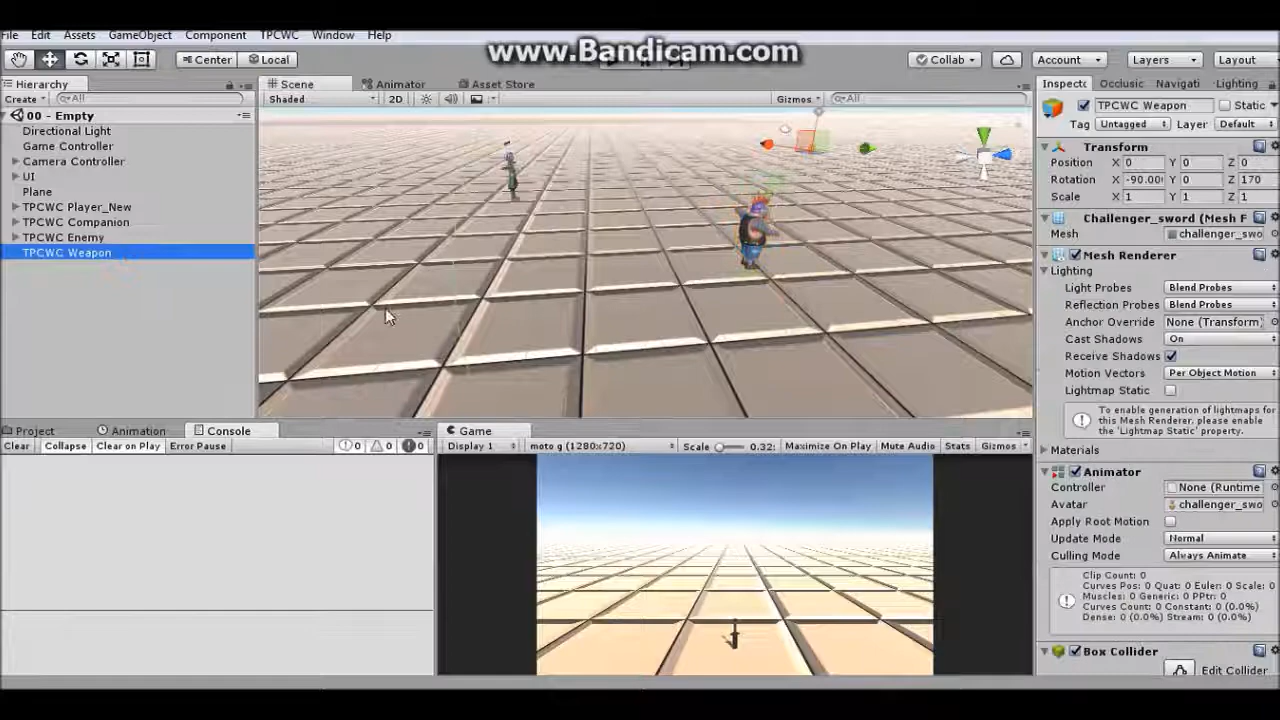 www.Bandicam.com
File Edit Assets GameObject Component TPCWC Window Help
Center Local Collab Account Layers Layout
Hierarchy
Create All
00 - Empty
Directional Light
Game Controller
Camera Controller
UI
Plane
TPCWC Player_New
TPCWC Companion
TPCWC Enemy
TPCWC Weapon
Scene Animator Asset Store
Shaded 2D Gizmos All
Project Animation Console
Clear Collapse Clear on Play Error Pause 0 0 0
Game
Display 1 moto g (1280x720) Scale 0.32: Maximize On Play Mute Audio Stats Gizmos
Inspect Occlusic Navigati Lighting
TPCWC Weapon Static
Tag Untagged Layer Default
Transform
Position X 0 Y 0 Z 0
Rotation X -90.00 Y 0 Z 170
Scale X 1 Y 1 Z 1
Challenger_sword (Mesh F
Mesh challenger_swo
Mesh Renderer
Lighting
Light Probes Blend Probes
Reflection Probes Blend Probes
Anchor Override None (Transform)
Cast Shadows On
Receive Shadows
Motion Vectors Per Object Motion
Lightmap Static
To enable generation of lightmaps for
this Mesh Renderer, please enable
the 'Lightmap Static' property.
Materials
Animator
Controller None (Runtime
Avatar challenger_swo
Apply Root Motion
Update Mode Normal
Culling Mode Always Animate
Clip Count: 0
Curves Pos: 0 Quat: 0 Euler: 0 Scale:
Muscles: 0 Generic: 0 PPtr: 0
Curves Count: 0 Constant: 0 (0.0%)
Dense: 0 (0.0%) Stream: 0 (0.0%)
Box Collider
Edit Collider